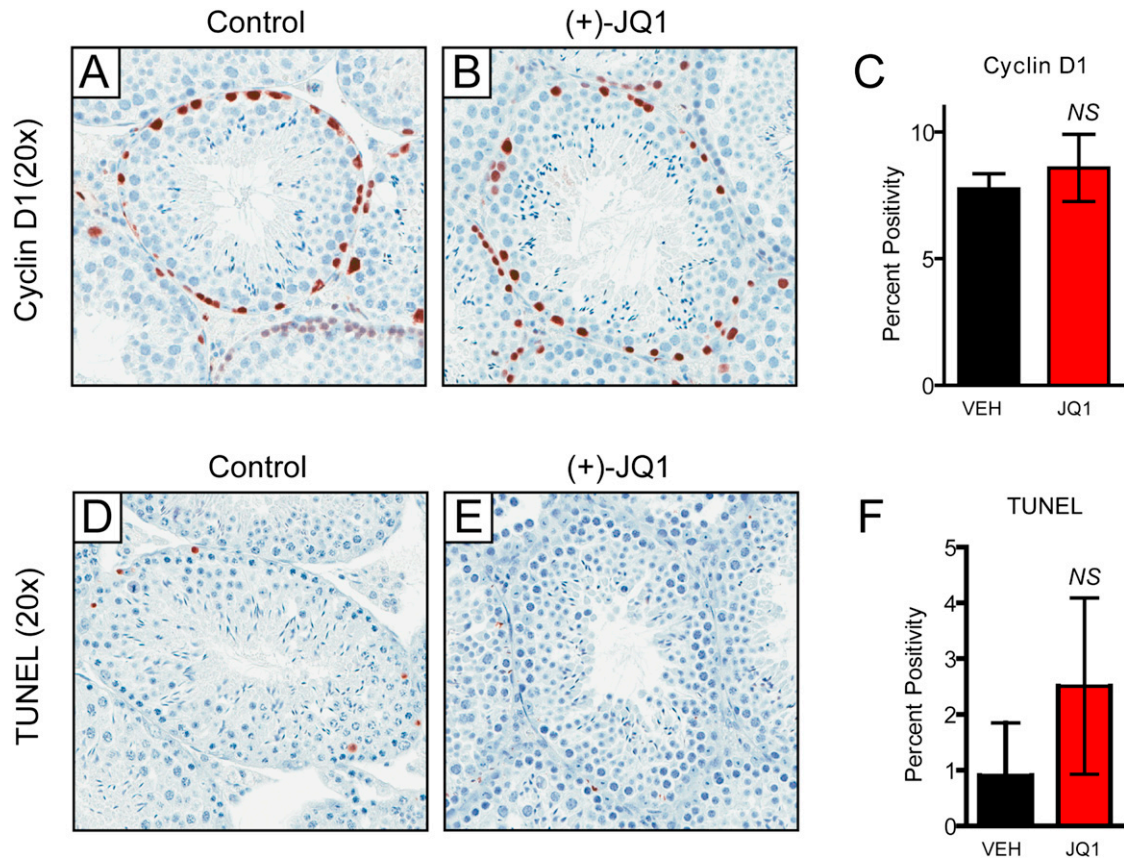 Control
(+)-JQ1
Cyclin D1 (20x)
A
B
C
Cyclin D1
NS
Percent Positivity
10
5
0
VEH
JQ1
Control
(+)-JQ1
TUNEL (20x)
D
E
F
TUNEL
NS
Percent Positivity
5
4
3
2
1
0
VEH
JQ1